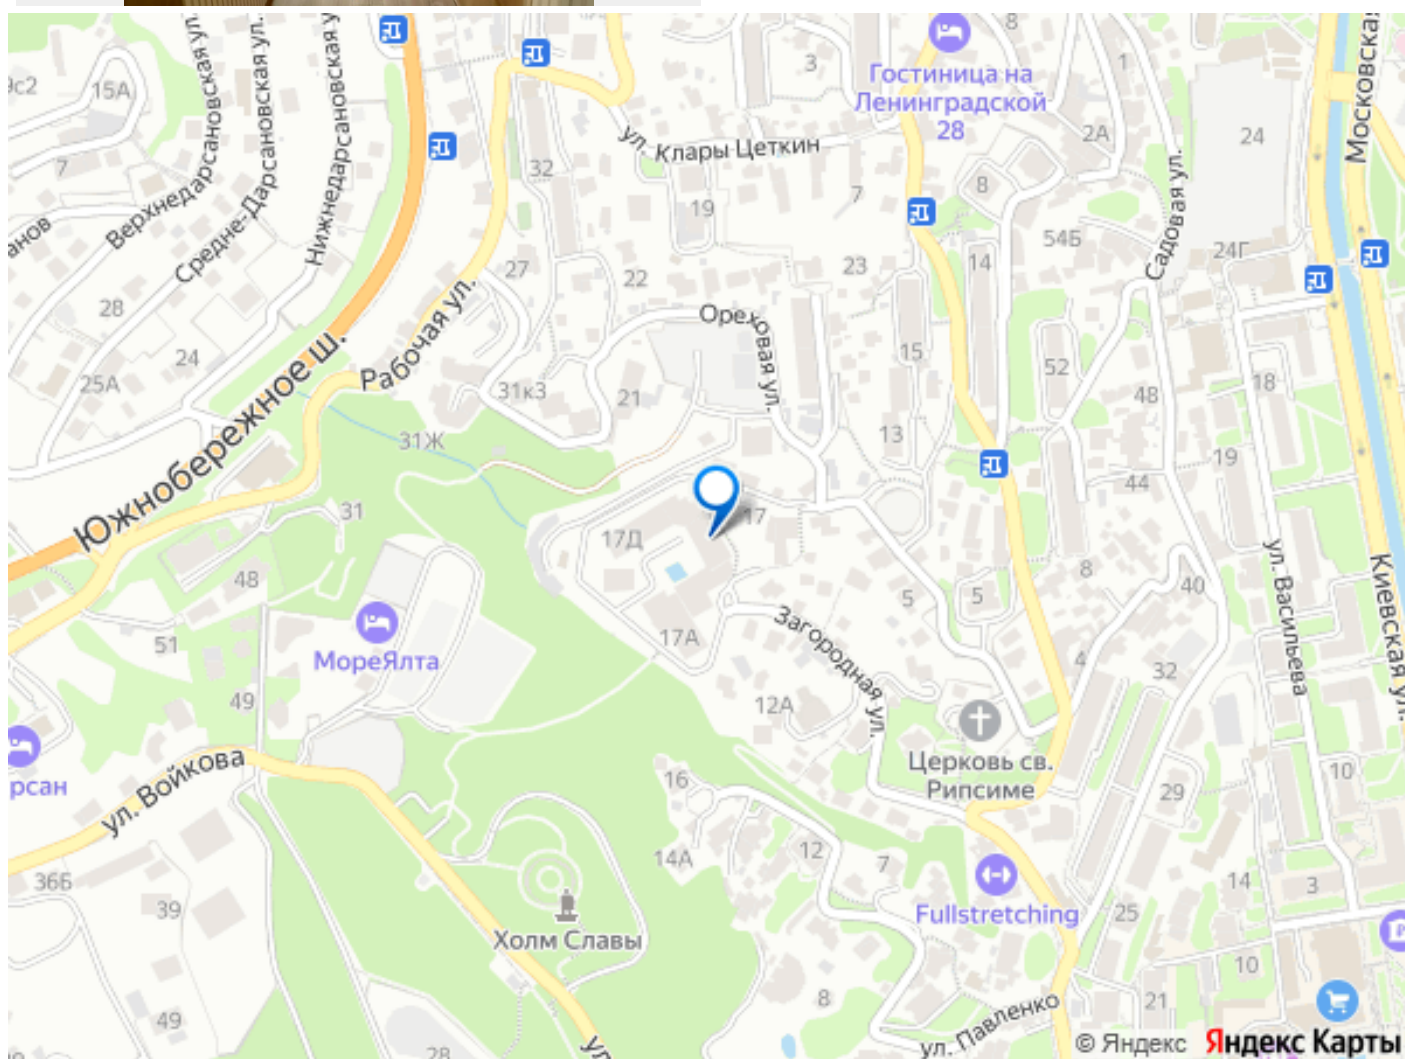 9с2
15А
7
Верхнедарсановская ул.
Средне-Дарсановская ул.
Нижнедарсановская у
анов
28
24
25А
Южнобережное ш.
Рабочая ул.
32
27
ул. Клары Цеткин
19
22
3
8
Гостиница на
Ленинградской
28
7
23
8
1
2А
54Б
14
15
Садовая ул.
24
24Г
Московская
Ореховая ул.
31к3
21
31Ж
31
13
52
48
18
19
44
17Д
17
17А
48
51
49
МореЯлта
рсан
ул. Войкова
Загородная ул.
12А
5
5
8
40
4
32
ул. Васильева
Киевская ул.
Церковь св.
Рипсиме
29
10
16
14А
12
7
Fullstretching
25
14
3
10
21
36Б
39
49
28
Холм Славы
ул
8
ул. Павленко
© Яндекс Яндекс Карты